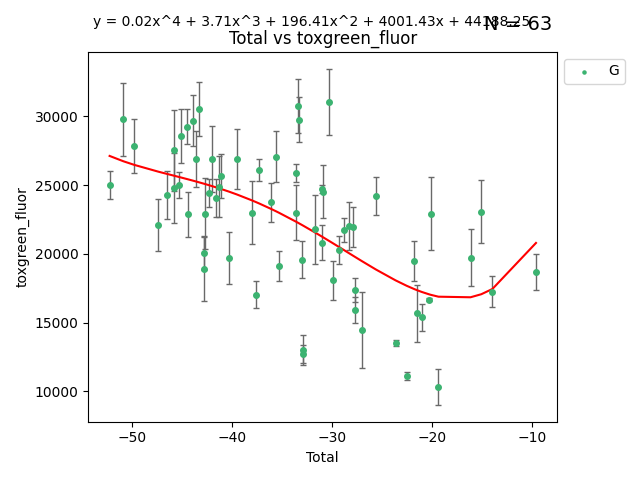 y = 0.02x^4 + 3.71x^3 + 196.41x^2 + 4001.43x + 44188.25
N = 63
Total vs toxgreen_fluor
G
30000
25000
20000
15000
10000
toxgreen_fluor
−50 −40 −30 −20 −10
Total